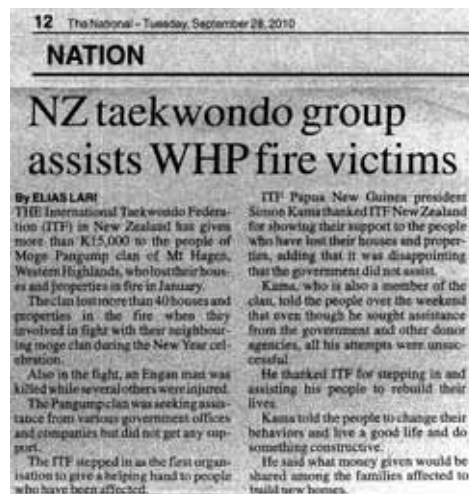 12 The National – Tuesday, September 28, 2010
NATION
NZ taekwondo group
assists WHP fire victims
By ELIAS LARI
THE International Taekwondo Federa-
tion (ITF) in New Zealand has given
more than K15,000 to the people of
Moge Pangump clan of Mt Hagen,
Western Highlands, who lost their hous-
es and properties in fire in January.
The clan lost more than 40 houses and
properties in the fire when they
involved in fight with their neighbour-
ing moge clan during the New Year cel-
ebration.
Also in the fight, an Engan man was
killed while several others were injured.
The Pangump clan was seeking assis-
tance from various government offices
and companies but did not get any sup-
port.
The ITF stepped in as the first organ-
isation to give a helping hand to people
who have been affected.
ITF Papua New Guinea president
Simon Kama thanked ITF New Zealand
for showing their support to the people
who have lost their houses and proper-
ties, adding that it was disappointing
that the government did not assist.
Kama, who is also a member of the
clan, told the people over the weekend
that even though he sought assistance
from the government and other donor
agencies, all his attempts were unsuc-
cessful.
He thanked ITF for stepping in and
assisting his people to rebuild their
lives.
Kama told the people to change their
behaviors and live a good life and do
something constructive.
He said what money given would be
shared among the families affected to
build new homes.